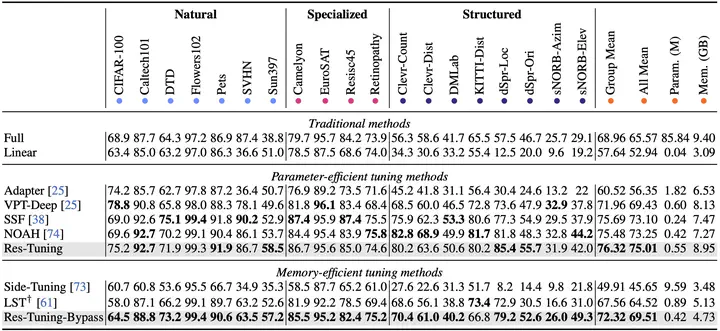 Natural Specialized Structured
CIFAR-100 Caltech101 DTD Flowers102 Pets SVHN Sun397 Camelyon EuroSAT Resisc45 Retinopathy Clevr-Count Clevr-Dist DMLab KITTI-Dist dSpr-Loc dSpr-Ori sNORB-Azim sNORB-Elev Group Mean All Mean Param. (M) Mem. (GB)
Traditional methods
Full 68.9 87.7 64.3 97.2 86.9 87.4 38.8 79.7 95.7 84.2 73.9 56.3 58.6 41.7 65.5 57.5 46.7 25.7 29.1 68.96 65.57 85.84 9.40
Linear 63.4 85.0 63.2 97.0 86.3 36.6 51.0 78.5 87.5 68.6 74.0 34.3 30.6 33.2 55.4 12.5 20.0 9.6 19.2 57.64 52.94 0.04 3.09
Parameter-efficient tuning methods
Adapter [25] 74.2 85.7 62.7 97.8 87.2 36.4 50.7 76.9 89.2 73.5 71.6 45.2 41.8 31.1 56.4 30.4 24.6 13.2 22 60.52 56.35 1.82 6.53
VPT-Deep [25] 78.8 90.8 65.8 98.0 88.3 78.1 49.6 81.8 96.1 83.4 68.4 68.5 60.0 46.5 72.8 73.6 47.9 32.9 37.8 71.96 69.43 0.60 8.13
SSF [38] 69.0 92.6 75.1 99.4 91.8 90.2 52.9 87.4 95.9 87.4 75.5 75.9 62.3 53.3 80.6 77.3 54.9 29.5 37.9 75.69 73.10 0.24 7.47
NOAH [74] 69.6 92.7 70.2 99.1 90.4 86.1 53.7 84.4 95.4 83.9 75.8 82.8 68.9 49.9 81.7 81.8 48.3 32.8 44.2 75.48 73.25 0.42 7.27
Res-Tuning 75.2 92.7 71.9 99.3 91.9 86.7 58.5 86.7 95.6 85.0 74.6 80.2 63.6 50.6 80.2 85.4 55.7 31.9 42.0 76.32 75.01 0.55 8.95
Memory-efficient tuning methods
Side-Tuning [73] 60.7 60.8 53.6 95.5 66.7 34.9 35.3 58.5 87.7 65.2 61.0 27.6 22.6 31.3 51.7 8.2 14.4 9.8 21.8 49.91 45.65 9.59 3.48
LST† [61] 58.0 87.1 66.2 99.1 89.7 63.2 52.6 81.9 92.2 78.5 69.4 68.6 56.1 38.8 73.4 72.9 30.5 16.6 31.0 67.56 64.52 0.89 5.13
Res-Tuning-Bypass 64.5 88.8 73.2 99.4 90.6 63.5 57.2 85.5 95.2 82.4 75.2 70.4 61.0 40.2 66.8 79.2 52.6 26.0 49.3 72.32 69.51 0.42 4.73